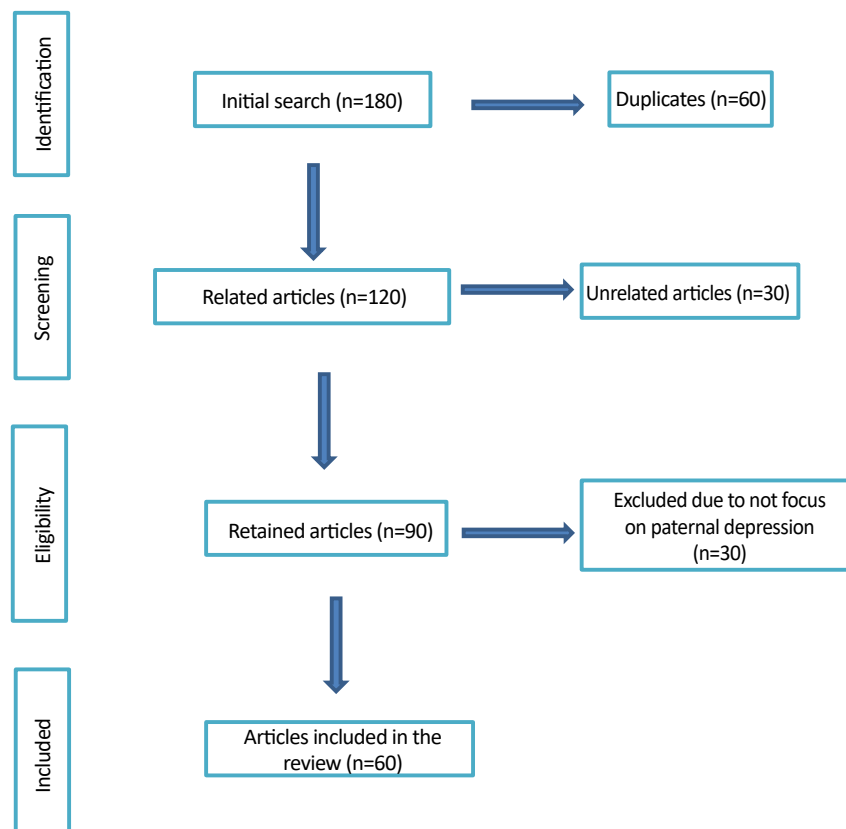 Identification
Initial search (n=180)
Duplicates (n=60)
Screening
Related articles (n=120)
Unrelated articles (n=30)
Eligibility
Retained articles (n=90)
Excluded due to not focus
on paternal depression
(n=30)
Included
Articles included in the
review (n=60)